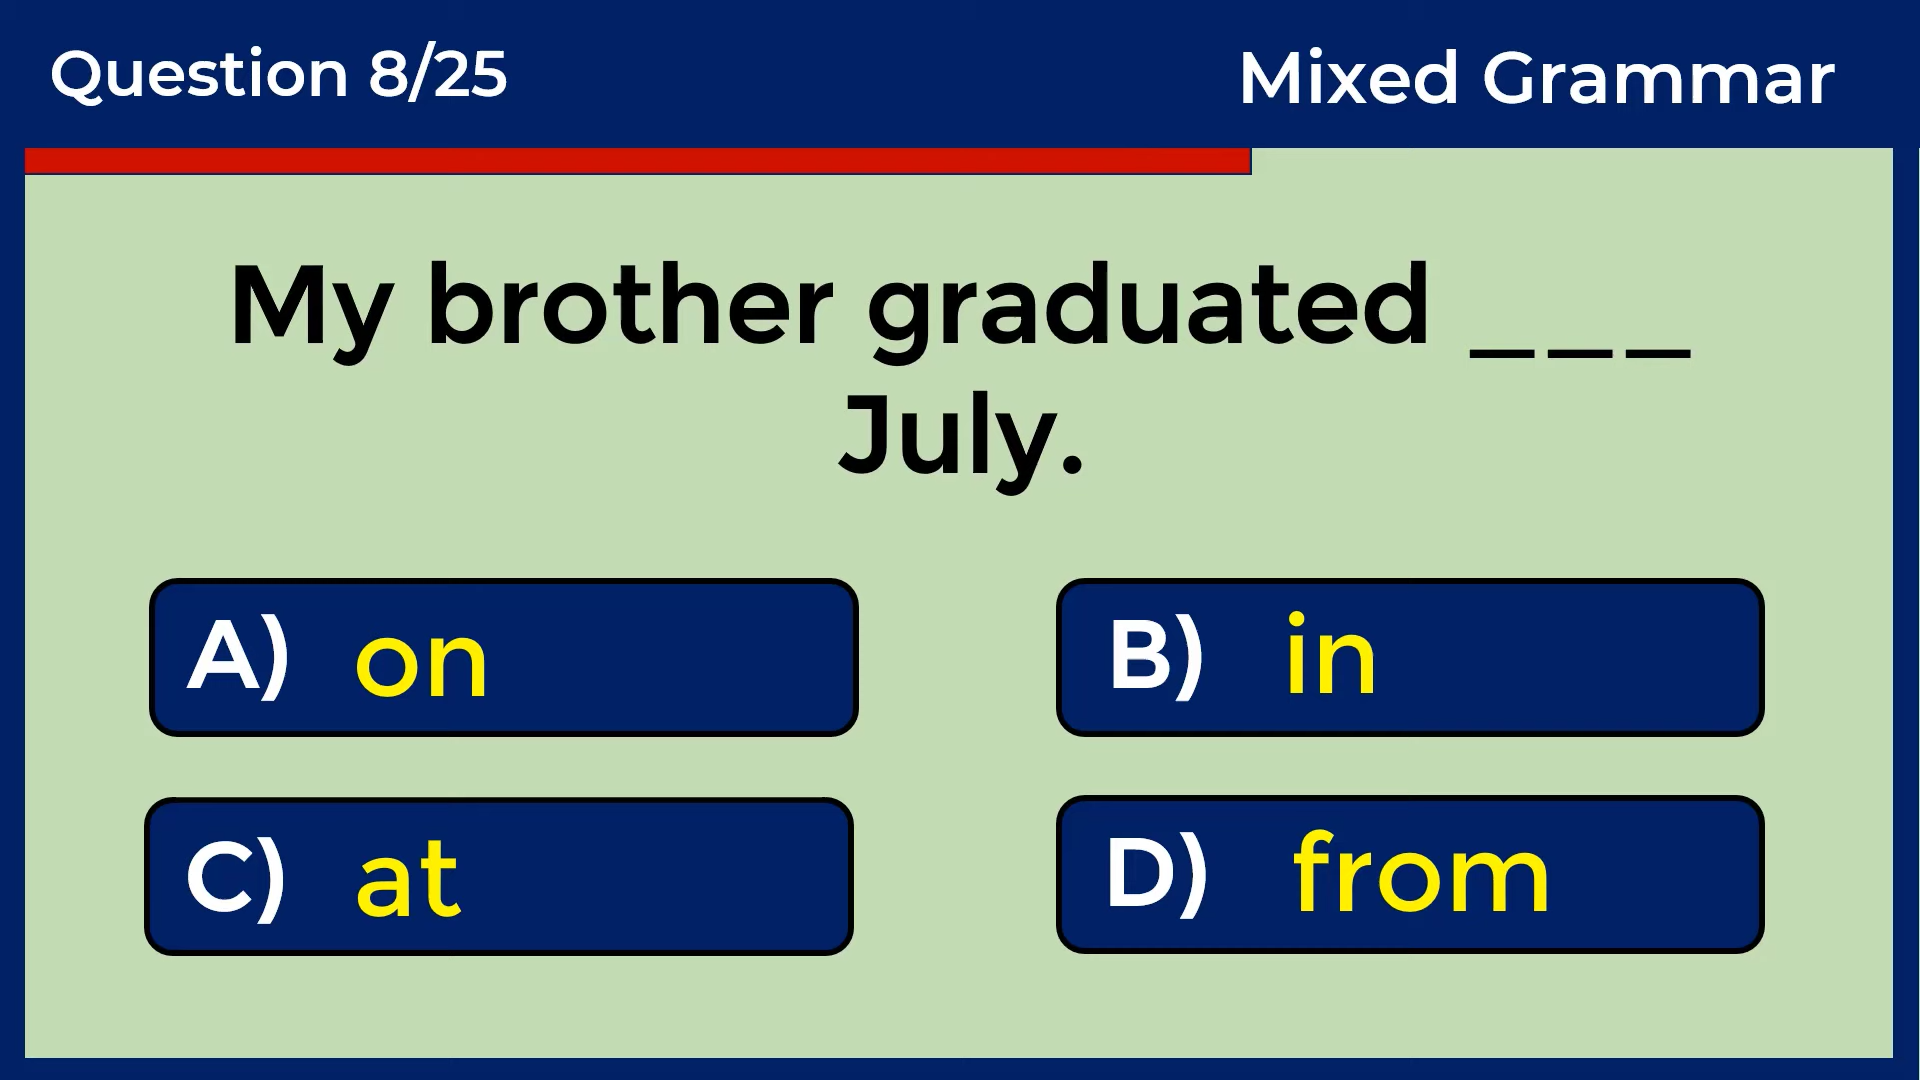 Question 8/25
Mixed Grammar
My brother graduated ___
July.
A) on
B) in
C) at
D) from